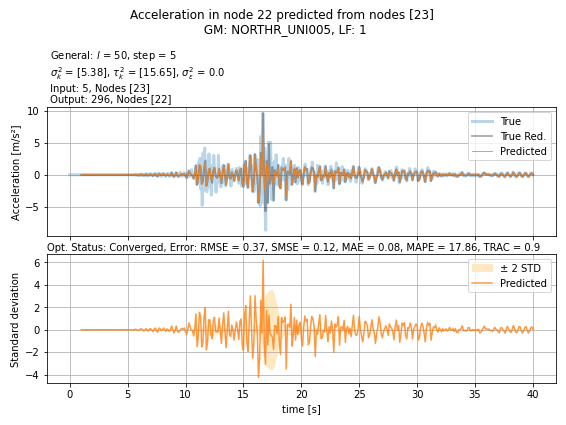 Acceleration in node 22 predicted from nodes [23]
GM: NORTHR_UNI005, LF: 1
General: l = 50, step = 5
σ²ₖ = [5.38], τ²ₖ = [15.65], σ²ε = 0.0
Input: 5, Nodes [23]
Output: 296, Nodes [22]
Acceleration [m/s²]
10
5
0
−5
True
True Red.
Predicted
Opt. Status: Converged, Error: RMSE = 0.37, SMSE = 0.12, MAE = 0.08, MAPE = 17.86, TRAC = 0.9
Standard deviation
6
4
2
0
−2
−4
± 2 STD
Predicted
0 5 10 15 20 25 30 35 40
time [s]